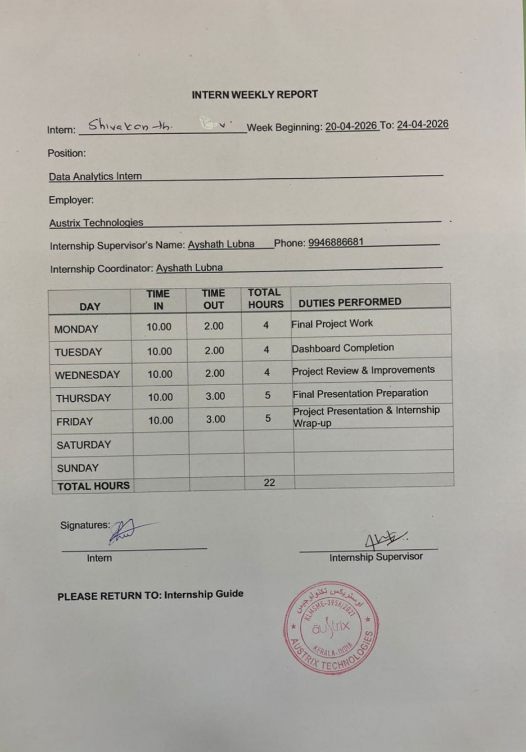 INTERN WEEKLY REPORT
Intern: Week Beginning: 20-04-2026 To: 24-04-2026
Position:
Data Analytics Intern
Employer:
Austrix Technologies
Internship Supervisor's Name: Ayshath Lubna Phone: 9946886681
Internship Coordinator: Ayshath Lubna
DAY TIME IN TIME OUT TOTAL HOURS DUTIES PERFORMED
MONDAY 10.00 2.00 4 Final Project Work
TUESDAY 10.00 2.00 4 Dashboard Completion
WEDNESDAY 10.00 2.00 4 Project Review & Improvements
THURSDAY 10.00 3.00 5 Final Presentation Preparation
FRIDAY 10.00 3.00 5 Project Presentation & Internship Wrap-up
SATURDAY
SUNDAY
TOTAL HOURS 22
Signatures:
Intern Internship Supervisor
PLEASE RETURN TO: Internship Guide
austrix
KERALA-INDIA
AUSTRIX TECHNOLOGIES